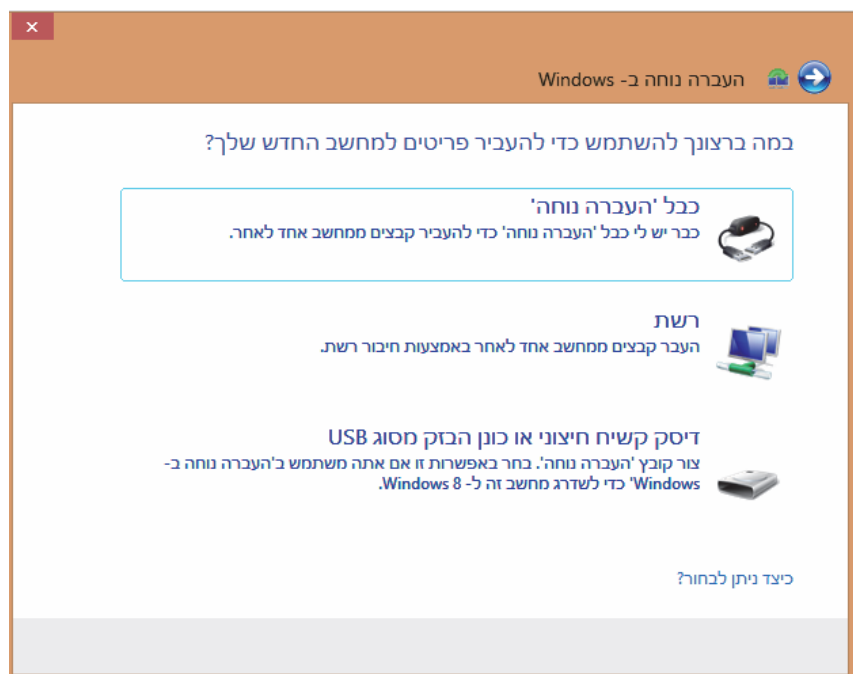 העברה נוחה ב- Windows
במה ברצונך להשתמש כדי להעביר פריטים למחשב החדש שלך?
כבל 'העברה נוחה'
כבר יש לי כבל 'העברה נוחה' כדי להעביר קבצים ממחשב אחד לאחר.
רשת
העבר קבצים ממחשב אחד לאחר באמצעות חיבור רשת.
דיסק קשיח חיצוני או כונן הבזק מסוג USB
צור קובץ 'העברה נוחה'. בחר באפשרות זו אם אתה משתמש ב'העברה נוחה ב-
Windows' כדי לשדרג מחשב זה ל- Windows 8.
כיצד ניתן לבחור?